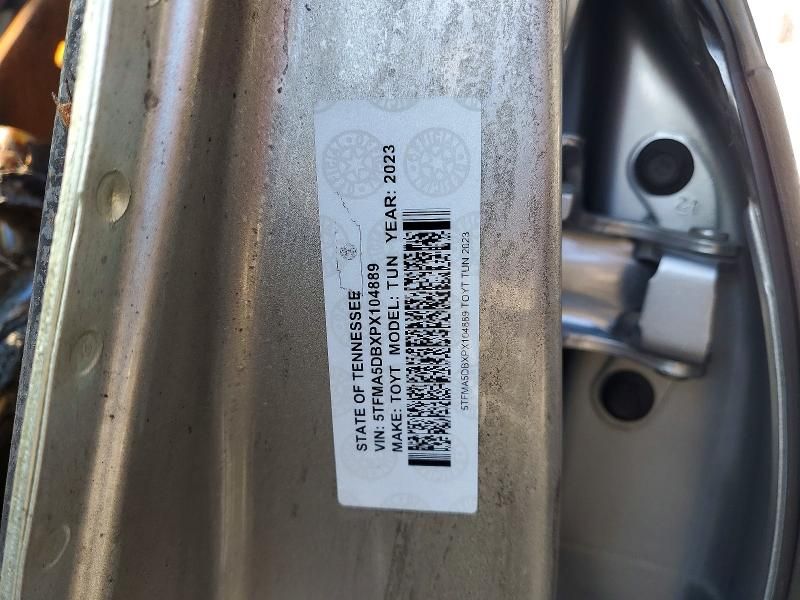 STATE OF TENNESSEE
VIN: 5TFMA5DBXPX104889
MAKE: TOYT MODEL: TUN YEAR: 2023
5TFMA5DBXPX104889 TOYT TUN 2023